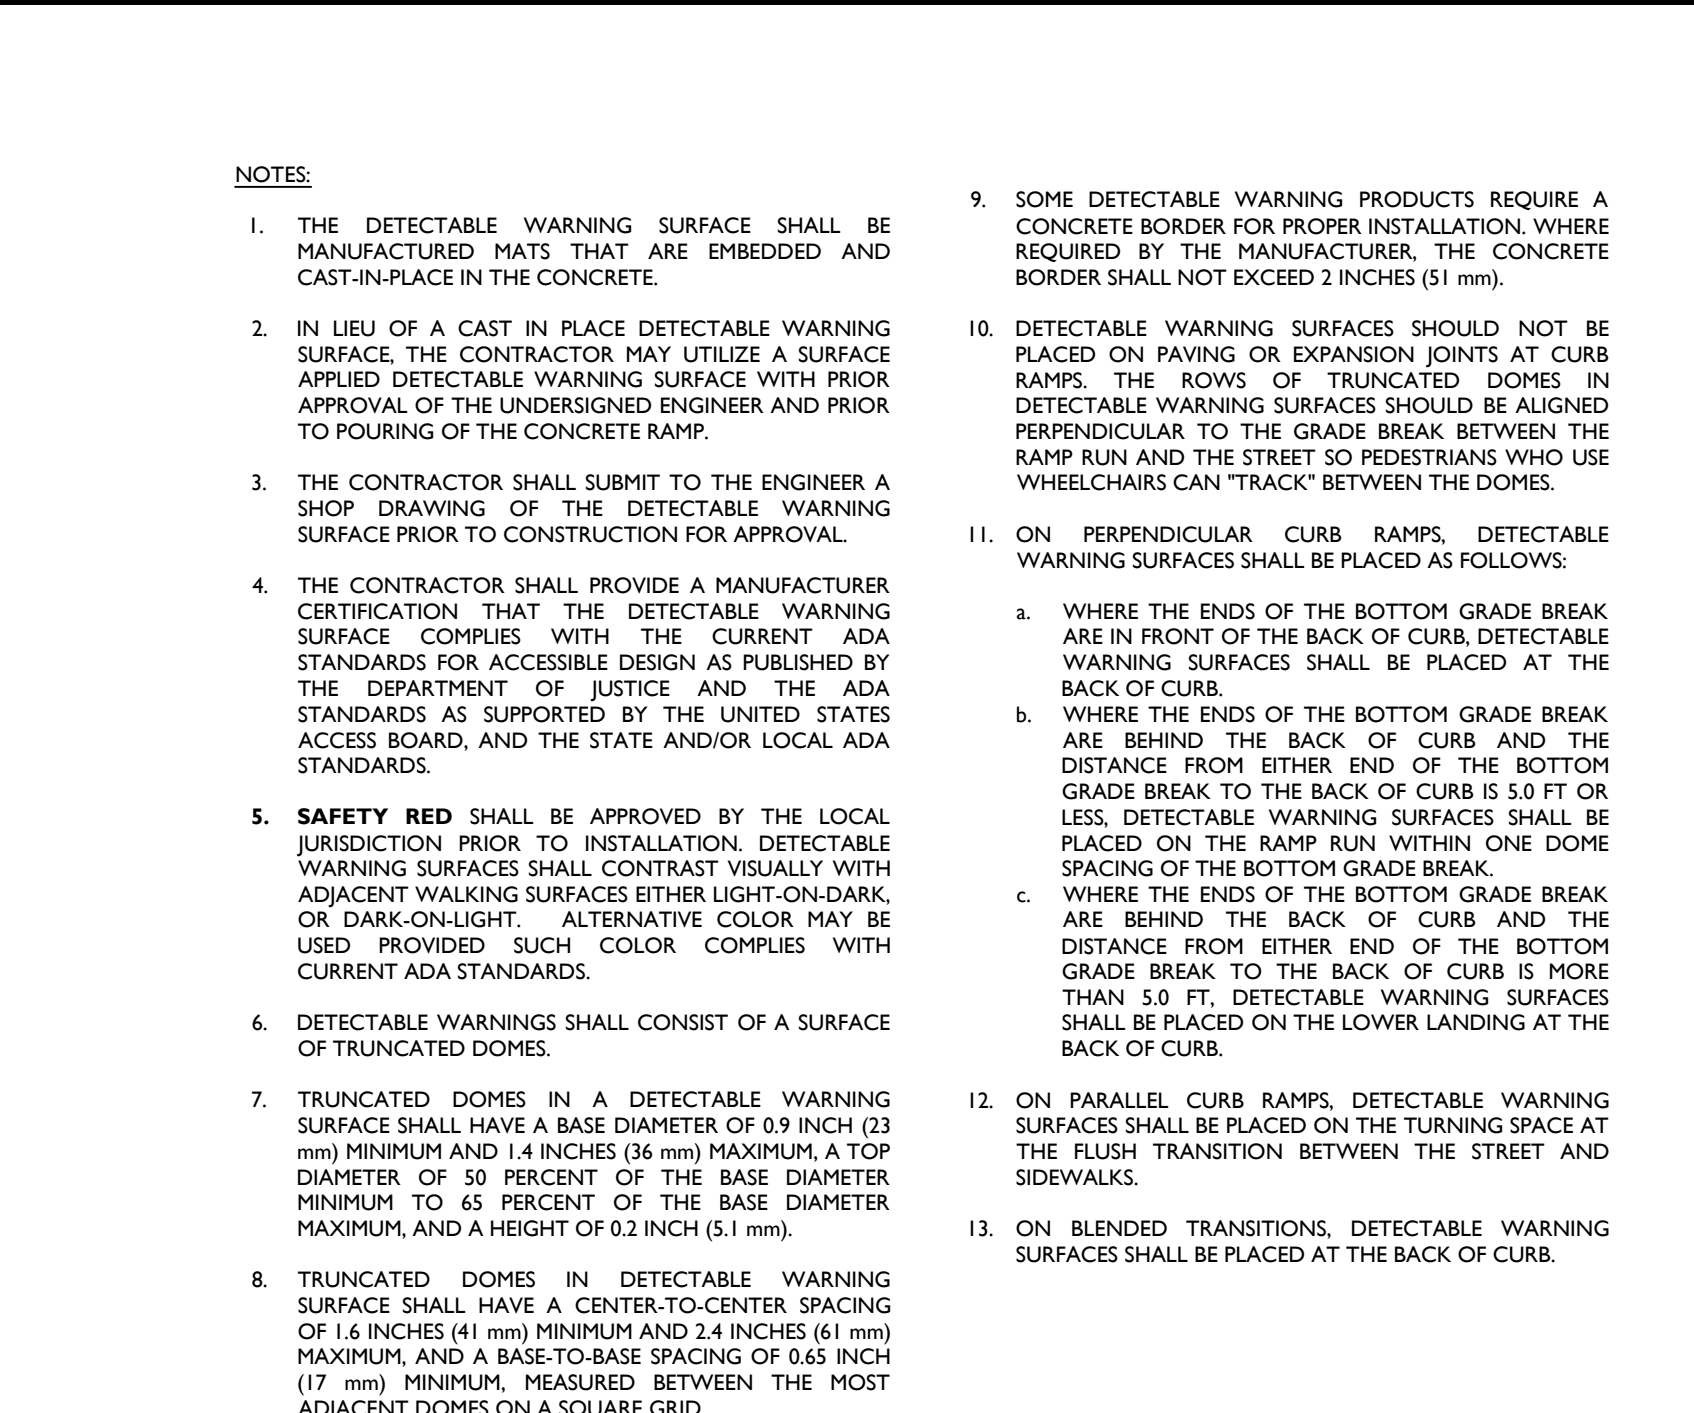 NOTES:
1. THE DETECTABLE WARNING SURFACE SHALL BE
MANUFACTURED MATS THAT ARE EMBEDDED AND
CAST-IN-PLACE IN THE CONCRETE.
2. IN LIEU OF A CAST IN PLACE DETECTABLE WARNING
SURFACE, THE CONTRACTOR MAY UTILIZE A SURFACE
APPLIED DETECTABLE WARNING SURFACE WITH PRIOR
APPROVAL OF THE UNDERSIGNED ENGINEER AND PRIOR
TO POURING OF THE CONCRETE RAMP.
3. THE CONTRACTOR SHALL SUBMIT TO THE ENGINEER A
SHOP DRAWING OF THE DETECTABLE WARNING
SURFACE PRIOR TO CONSTRUCTION FOR APPROVAL.
4. THE CONTRACTOR SHALL PROVIDE A MANUFACTURER
CERTIFICATION THAT THE DETECTABLE WARNING
SURFACE COMPLIES WITH THE CURRENT ADA
STANDARDS FOR ACCESSIBLE DESIGN AS PUBLISHED BY
THE DEPARTMENT OF JUSTICE AND THE ADA
STANDARDS AS SUPPORTED BY THE UNITED STATES
ACCESS BOARD, AND THE STATE AND/OR LOCAL ADA
STANDARDS.
5. SAFETY RED SHALL BE APPROVED BY THE LOCAL
JURISDICTION PRIOR TO INSTALLATION. DETECTABLE
WARNING SURFACES SHALL CONTRAST VISUALLY WITH
ADJACENT WALKING SURFACES EITHER LIGHT-ON-DARK,
OR DARK-ON-LIGHT. ALTERNATIVE COLOR MAY BE
USED PROVIDED SUCH COLOR COMPLIES WITH
CURRENT ADA STANDARDS.
6. DETECTABLE WARNINGS SHALL CONSIST OF A SURFACE
OF TRUNCATED DOMES.
7. TRUNCATED DOMES IN A DETECTABLE WARNING
SURFACE SHALL HAVE A BASE DIAMETER OF 0.9 INCH (23
mm) MINIMUM AND 1.4 INCHES (36 mm) MAXIMUM, A TOP
DIAMETER OF 50 PERCENT OF THE BASE DIAMETER
MINIMUM TO 65 PERCENT OF THE BASE DIAMETER
MAXIMUM, AND A HEIGHT OF 0.2 INCH (5.1 mm).
8. TRUNCATED DOMES IN DETECTABLE WARNING
SURFACE SHALL HAVE A CENTER-TO-CENTER SPACING
OF 1.6 INCHES (41 mm) MINIMUM AND 2.4 INCHES (61 mm)
MAXIMUM, AND A BASE-TO-BASE SPACING OF 0.65 INCH
(17 mm) MINIMUM, MEASURED BETWEEN THE MOST
ADJACENT DOMES ON A SQUARE GRID
9. SOME DETECTABLE WARNING PRODUCTS REQUIRE A
CONCRETE BORDER FOR PROPER INSTALLATION. WHERE
REQUIRED BY THE MANUFACTURER, THE CONCRETE
BORDER SHALL NOT EXCEED 2 INCHES (51 mm).
10. DETECTABLE WARNING SURFACES SHOULD NOT BE
PLACED ON PAVING OR EXPANSION JOINTS AT CURB
RAMPS. THE ROWS OF TRUNCATED DOMES IN
DETECTABLE WARNING SURFACES SHOULD BE ALIGNED
PERPENDICULAR TO THE GRADE BREAK BETWEEN THE
RAMP RUN AND THE STREET SO PEDESTRIANS WHO USE
WHEELCHAIRS CAN "TRACK" BETWEEN THE DOMES.
11. ON PERPENDICULAR CURB RAMPS, DETECTABLE
WARNING SURFACES SHALL BE PLACED AS FOLLOWS:
a. WHERE THE ENDS OF THE BOTTOM GRADE BREAK
ARE IN FRONT OF THE BACK OF CURB, DETECTABLE
WARNING SURFACES SHALL BE PLACED AT THE
BACK OF CURB.
b. WHERE THE ENDS OF THE BOTTOM GRADE BREAK
ARE BEHIND THE BACK OF CURB AND THE
DISTANCE FROM EITHER END OF THE BOTTOM
GRADE BREAK TO THE BACK OF CURB IS 5.0 FT OR
LESS, DETECTABLE WARNING SURFACES SHALL BE
PLACED ON THE RAMP RUN WITHIN ONE DOME
SPACING OF THE BOTTOM GRADE BREAK.
c. WHERE THE ENDS OF THE BOTTOM GRADE BREAK
ARE BEHIND THE BACK OF CURB AND THE
DISTANCE FROM EITHER END OF THE BOTTOM
GRADE BREAK TO THE BACK OF CURB IS MORE
THAN 5.0 FT, DETECTABLE WARNING SURFACES
SHALL BE PLACED ON THE LOWER LANDING AT THE
BACK OF CURB.
12. ON PARALLEL CURB RAMPS, DETECTABLE WARNING
SURFACES SHALL BE PLACED ON THE TURNING SPACE AT
THE FLUSH TRANSITION BETWEEN THE STREET AND
SIDEWALKS.
13. ON BLENDED TRANSITIONS, DETECTABLE WARNING
SURFACES SHALL BE PLACED AT THE BACK OF CURB.